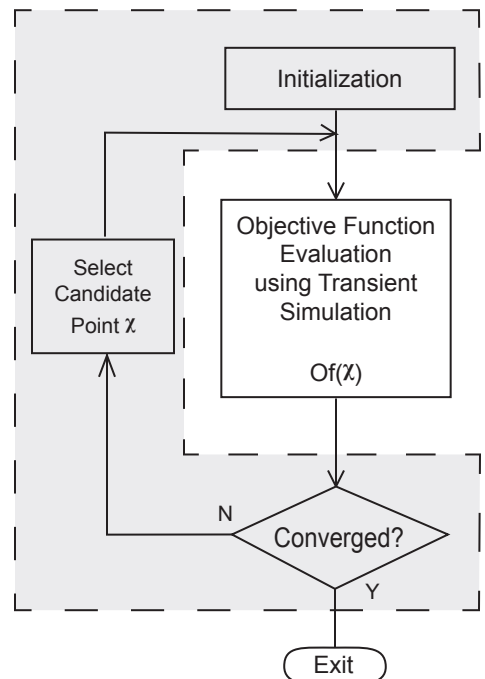 Initialization
Objective Function
Evaluation
using Transient
Simulation
Of(χ)
Select
Candidate
Point χ
N
Converged?
Y
Exit